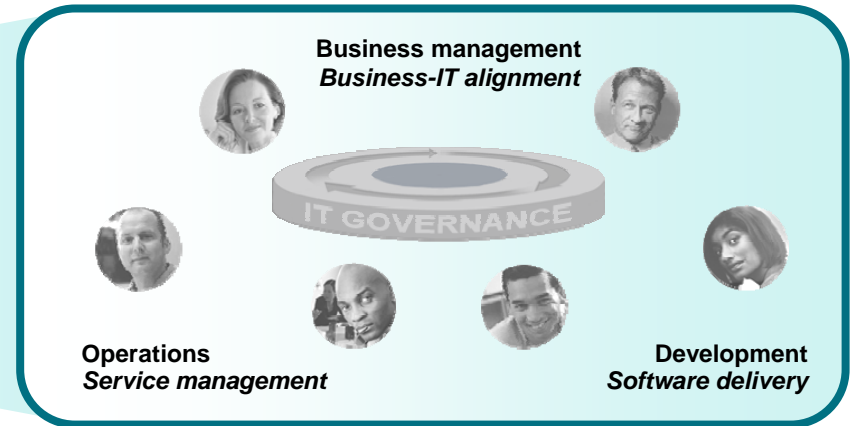 Business management
Business-IT alignment
IT GOVERNANCE
Operations
Service management
Development
Software delivery